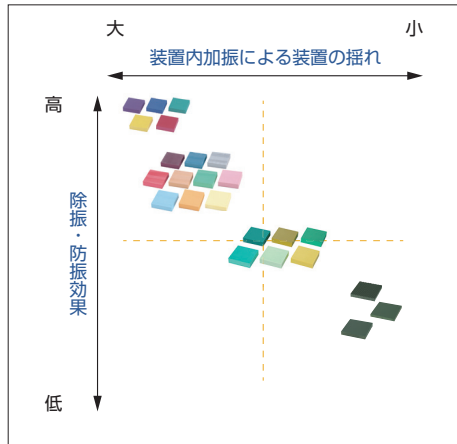 大 小
装置内加振による装置の揺れ
高
除振・防振効果
低